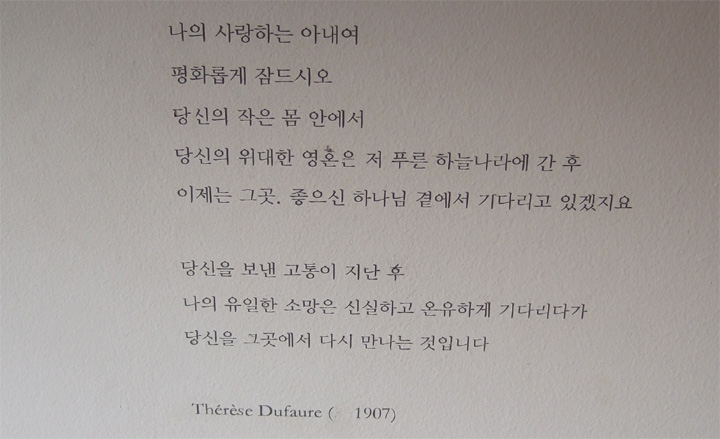 나의 사랑하는 아내여
평화롭게 잠드시오
당신의 작은 몸 안에서
당신의 위대한 영혼은 저 푸른 하늘나라에 간 후
이제는 그곳. 좋으신 하나님 곁에서 기다리고 있겠지요
당신을 보낸 고통이 지난 후
나의 유일한 소망은 신실하고 온유하게 기다리다가
당신을 그곳에서 다시 만나는 것입니다
Thérèse Dufaure ( 1907)